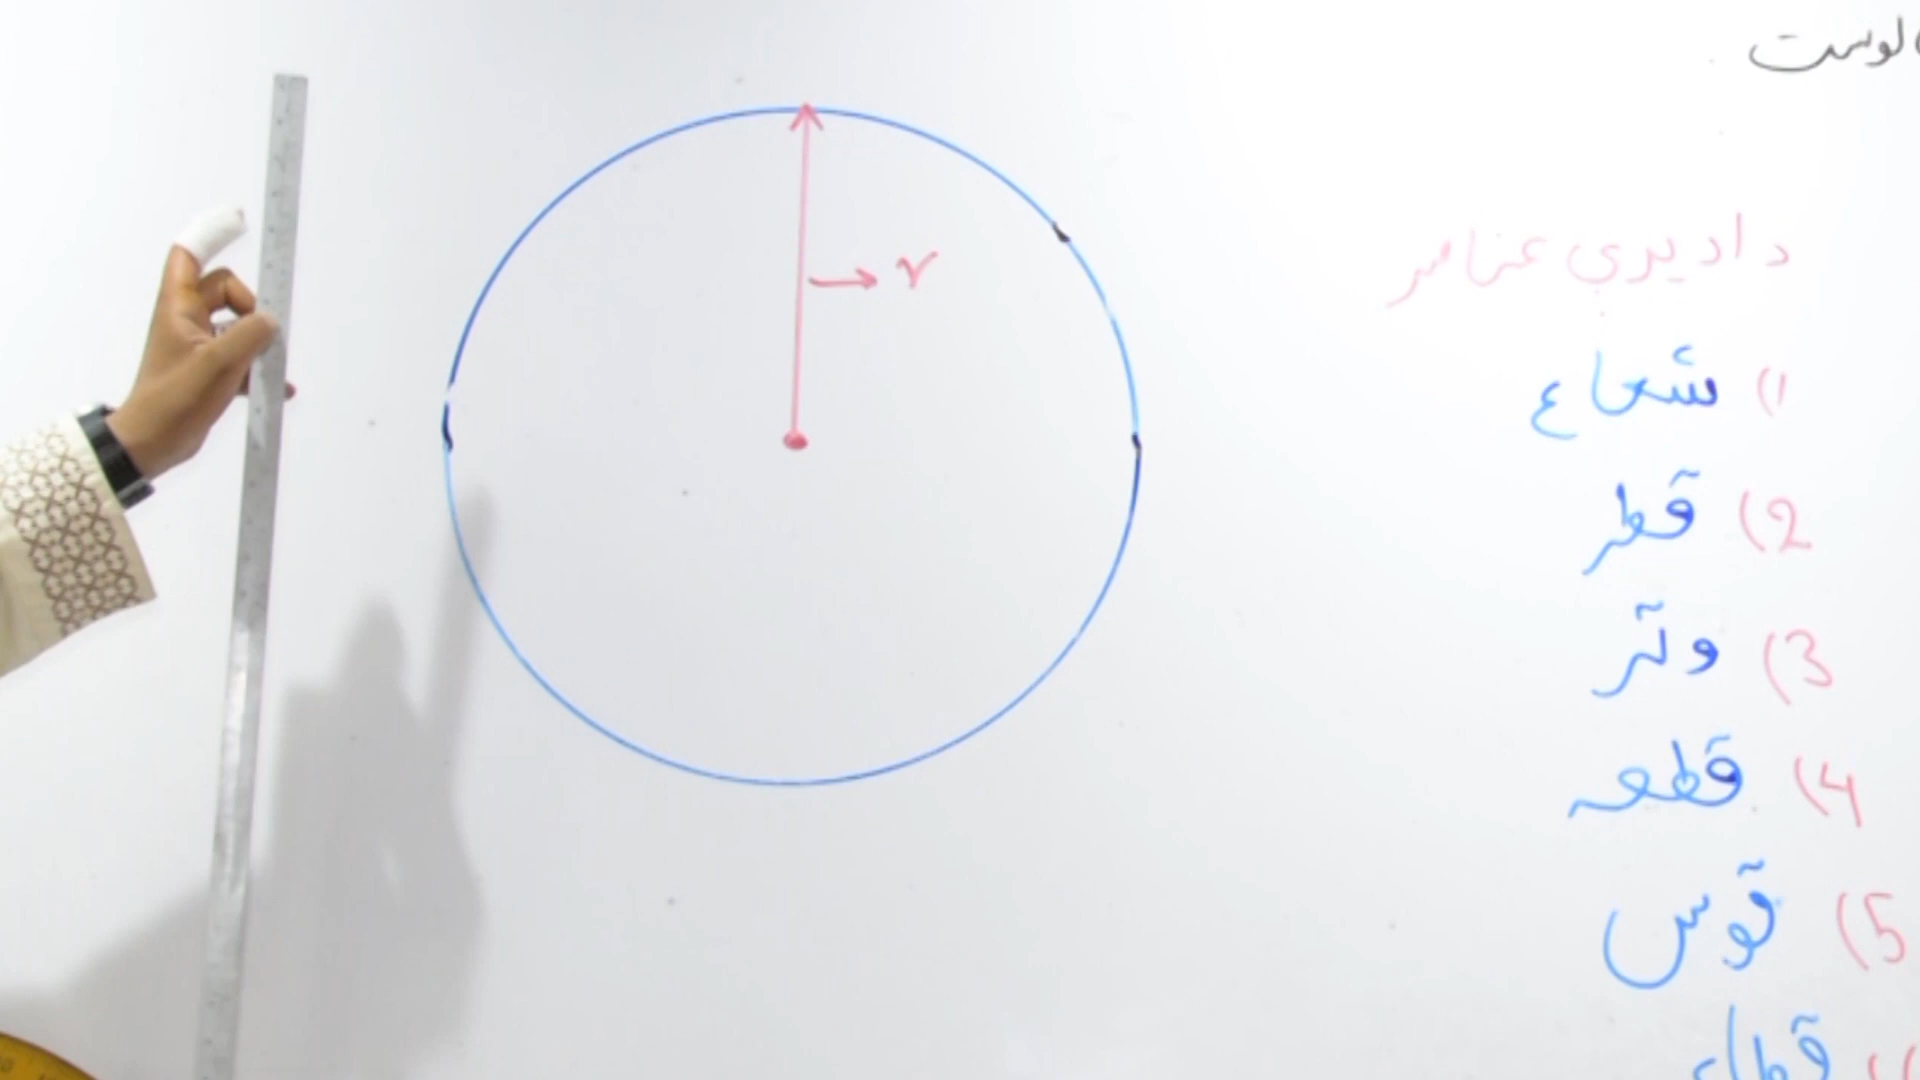 د دایرې عناصر
1) شعاع
2) قطر
3) وتر
4) قطعه
5) قوس
r